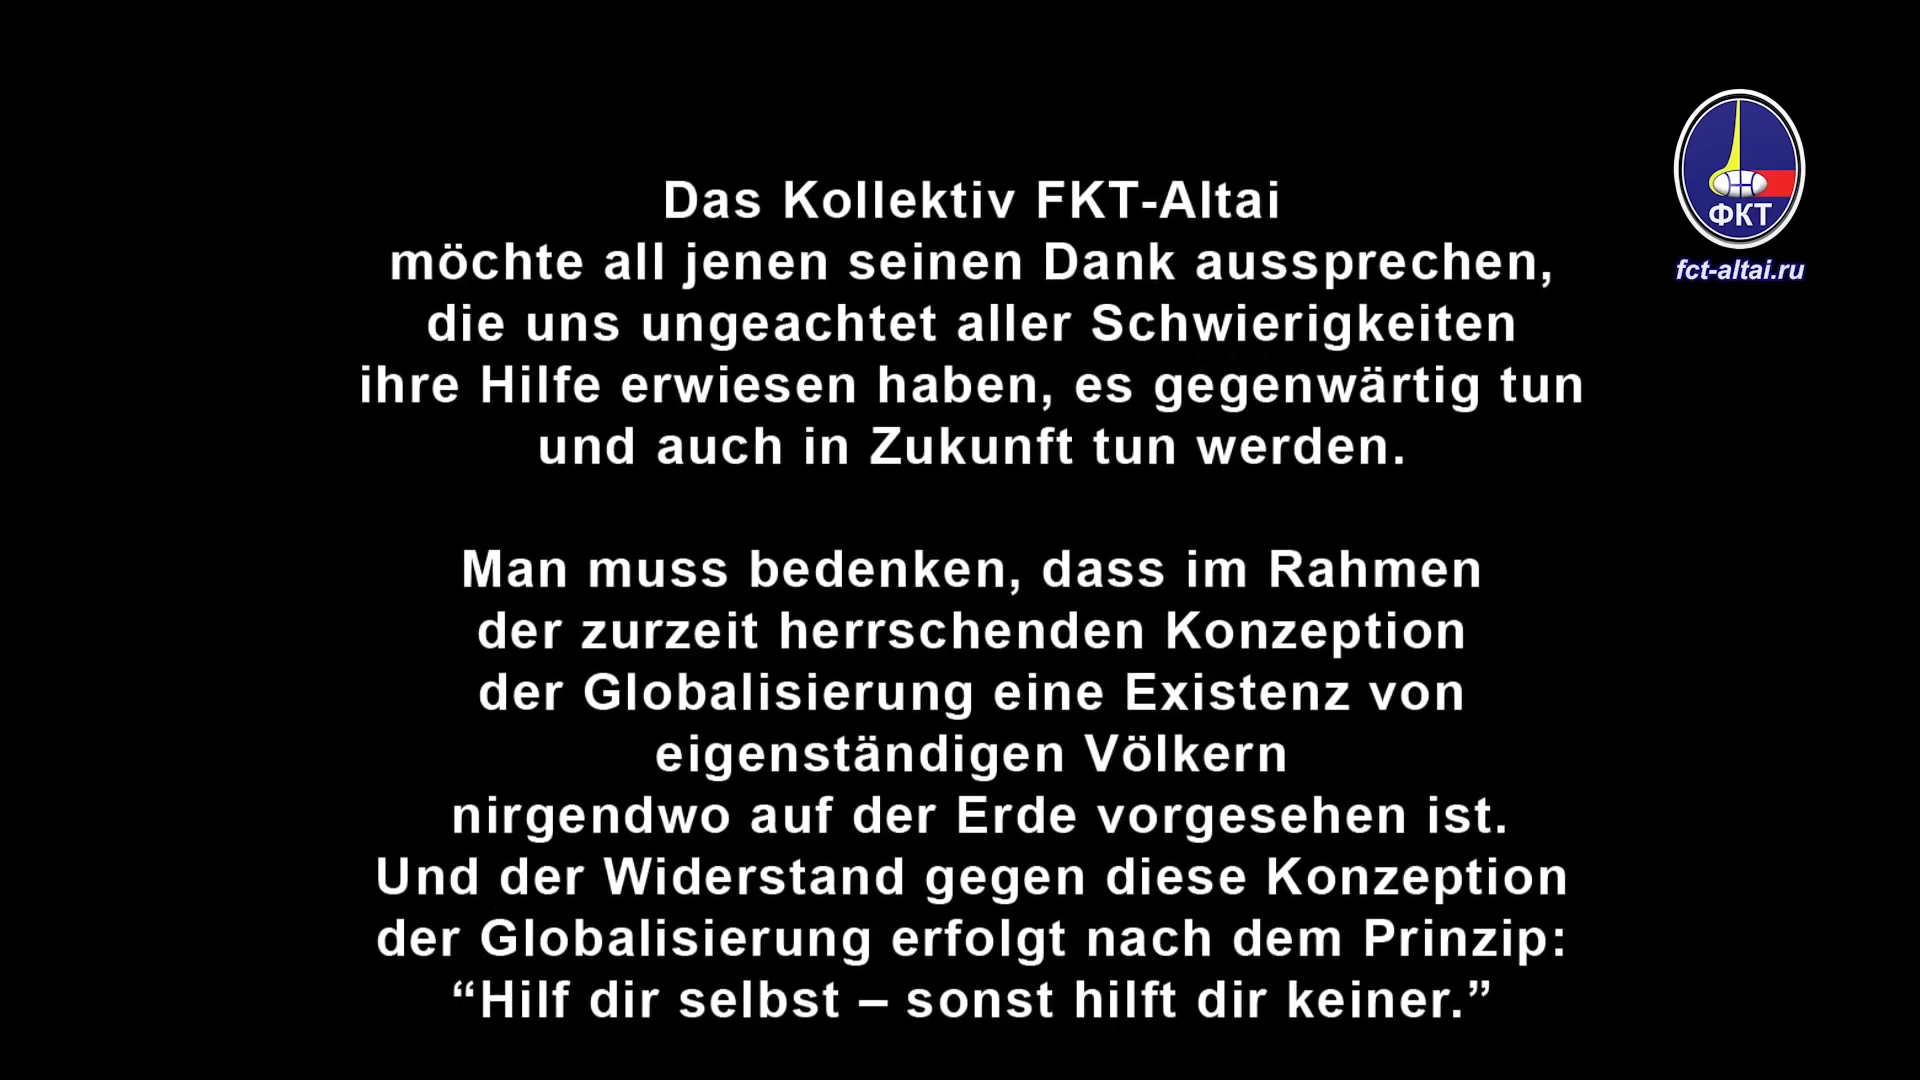 Das Kollektiv FKT-Altai
möchte all jenen seinen Dank aussprechen,
die uns ungeachtet aller Schwierigkeiten
ihre Hilfe erwiesen haben, es gegenwärtig tun
und auch in Zukunft tun werden.
Man muss bedenken, dass im Rahmen
der zurzeit herrschenden Konzeption
der Globalisierung eine Existenz von
eigenständigen Völkern
nirgendwo auf der Erde vorgesehen ist.
Und der Widerstand gegen diese Konzeption
der Globalisierung erfolgt nach dem Prinzip:
“Hilf dir selbst – sonst hilft dir keiner.”
ФКТ
fct-altai.ru